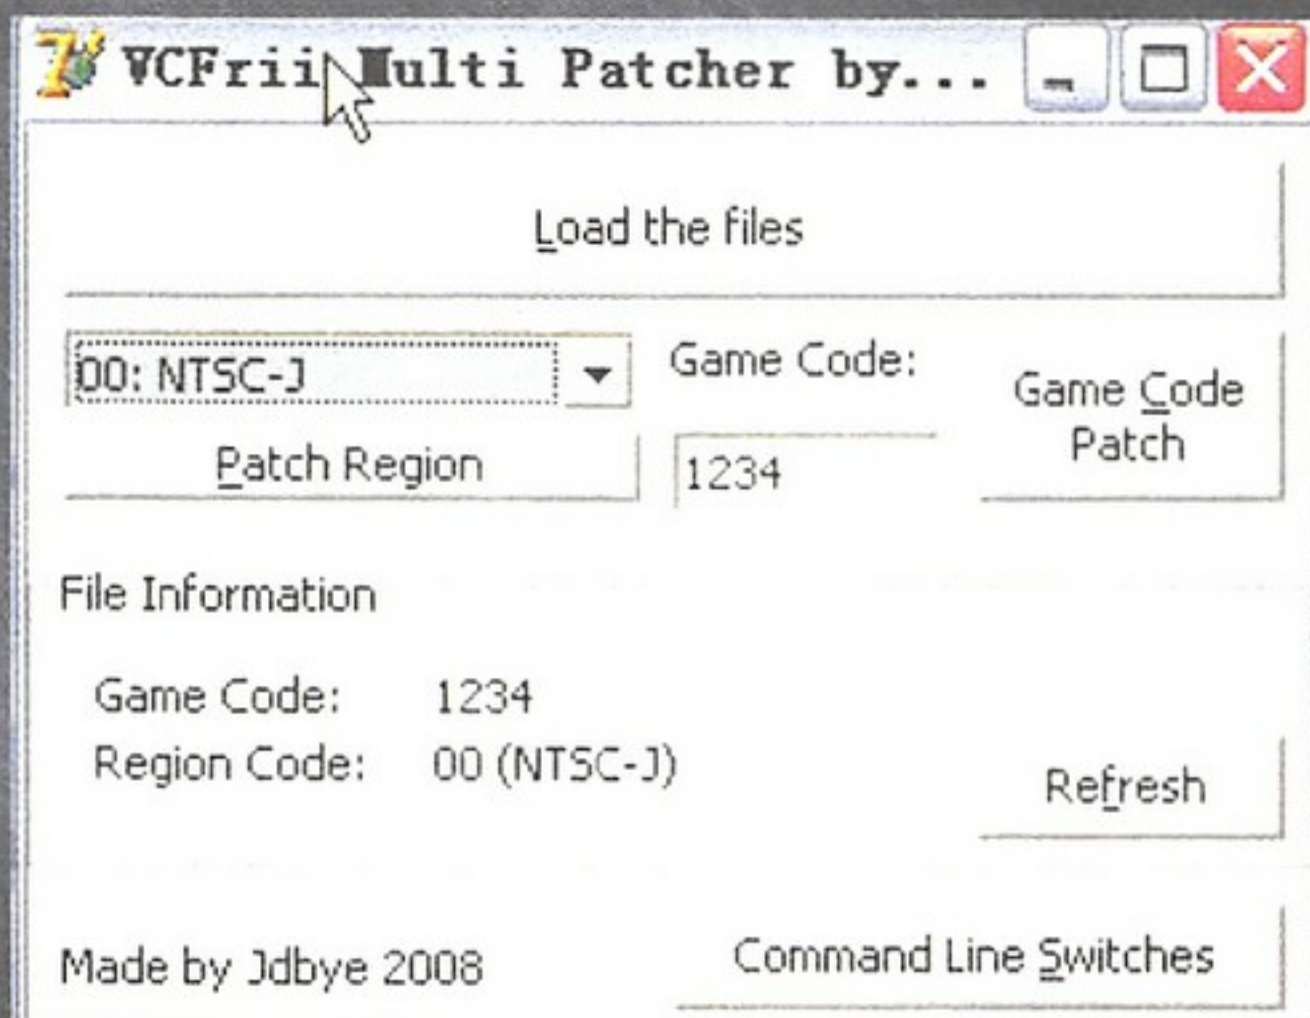 VCFrii Multi Patcher by...
Load the files
00: NTSC-J
Game Code:
Game Code
Patch
Patch Region
1234
File Information
Game Code: 1234
Region Code: 00 (NTSC-J)
Refresh
Made by Jdbye 2008
Command Line Switches